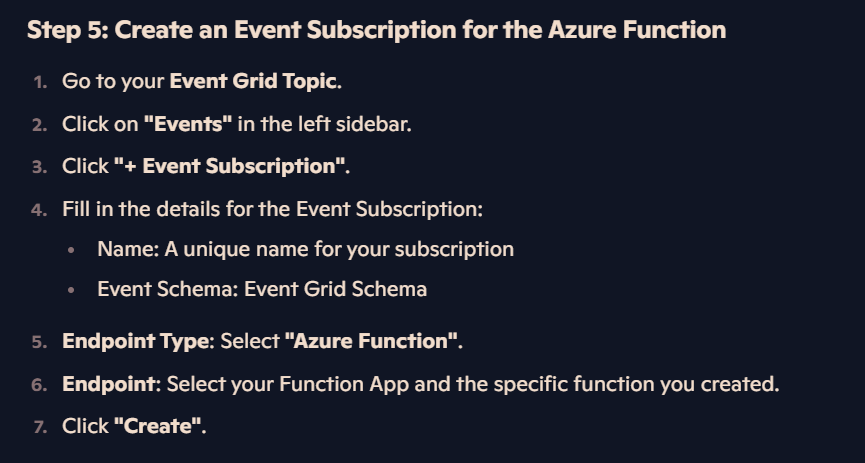 Step 5: Create an Event Subscription for the Azure Function
1. Go to your Event Grid Topic.
2. Click on "Events" in the left sidebar.
3. Click "+ Event Subscription".
4. Fill in the details for the Event Subscription:
• Name: A unique name for your subscription
• Event Schema: Event Grid Schema
5. Endpoint Type: Select "Azure Function".
6. Endpoint: Select your Function App and the specific function you created.
7. Click "Create".